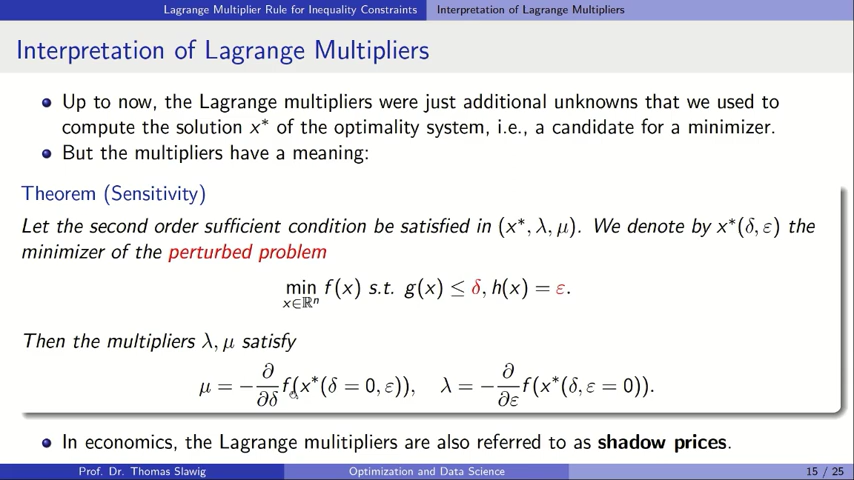 Lagrange Multiplier Rule for Inequality Constraints Interpretation of Lagrange Multipliers
Interpretation of Lagrange Multipliers
Up to now, the Lagrange multipliers were just additional unknowns that we used to
compute the solution x* of the optimality system, i.e., a candidate for a minimizer.
But the multipliers have a meaning:
Theorem (Sensitivity)
Let the second order sufficient condition be satisfied in (x*, λ, μ). We denote by x*(δ, ε) the
minimizer of the perturbed problem
min f(x) s.t. g(x) ≤ δ, h(x) = ε.
x∈ℝⁿ
Then the multipliers λ, μ satisfy
μ = −∂/∂δ f(x*(δ = 0, ε)), λ = −∂/∂ε f(x*(δ, ε = 0)).
In economics, the Lagrange mulitipliers are also referred to as shadow prices.
Prof. Dr. Thomas Slawig Optimization and Data Science 15 / 25